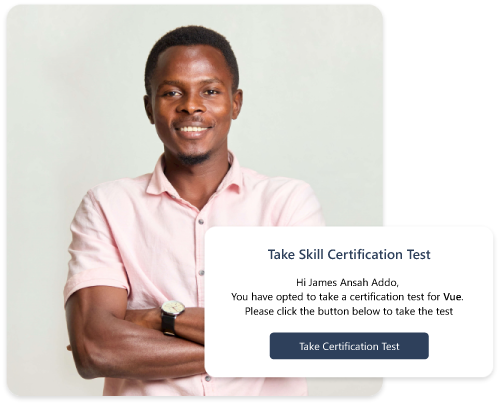 Take Skill Certification Test
Hi James Ansah Addo,
You have opted to take a certification test for Vue.
Please click the button below to take the test
Take Certification Test